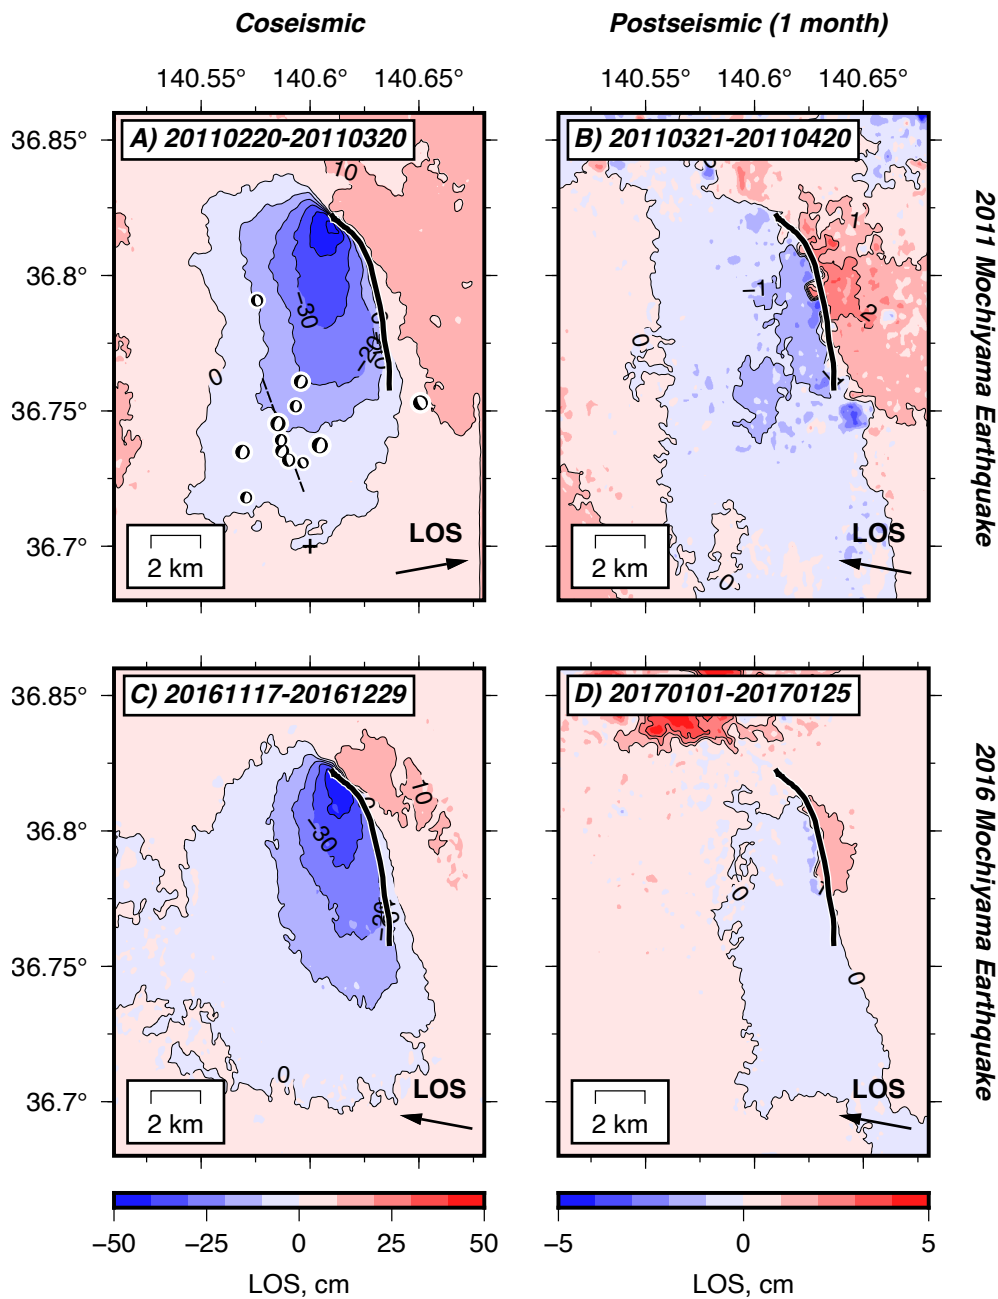 Coseismic
Postseismic (1 month)
140.55° 140.6° 140.65°
140.6° 140.65°
A) 20110220-20110320
B) 20110321-20110420
36.85°
36.8°
36.75°
36.7°
10
0
−30
−20
0
0
−1
1
2
0
0
LOS
2 km
LOS
2 km
2011 Mochiyama Earthquake
C) 20161117-20161229
D) 20170101-20170125
36.85°
36.8°
36.75°
36.7°
10
−30
−20
0
0
0
LOS
2 km
LOS
2 km
2016 Mochiyama Earthquake
−50 −25 0 25 50
LOS, cm
−5 0 5
LOS, cm